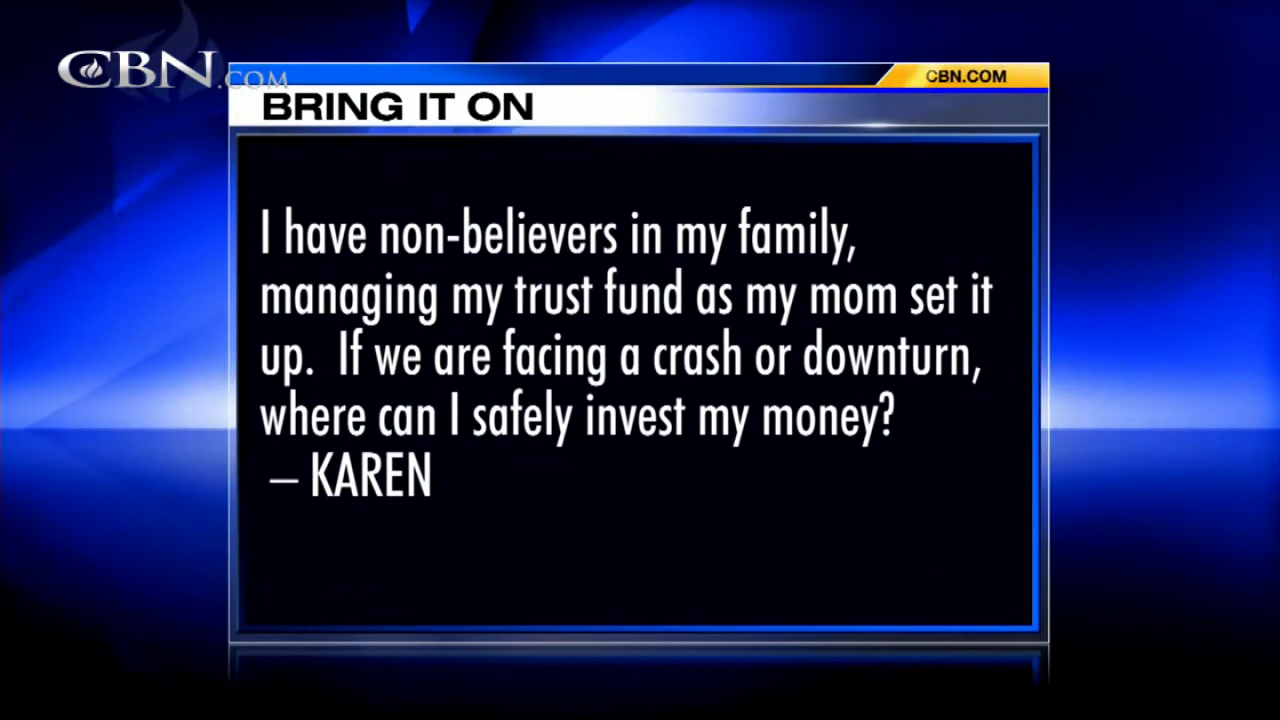 CBN.COM
CBN.COM
BRING IT ON
I have non-believers in my family,
managing my trust fund as my mom set it
up.  If we are facing a crash or downturn,
where can I safely invest my money?
– KAREN